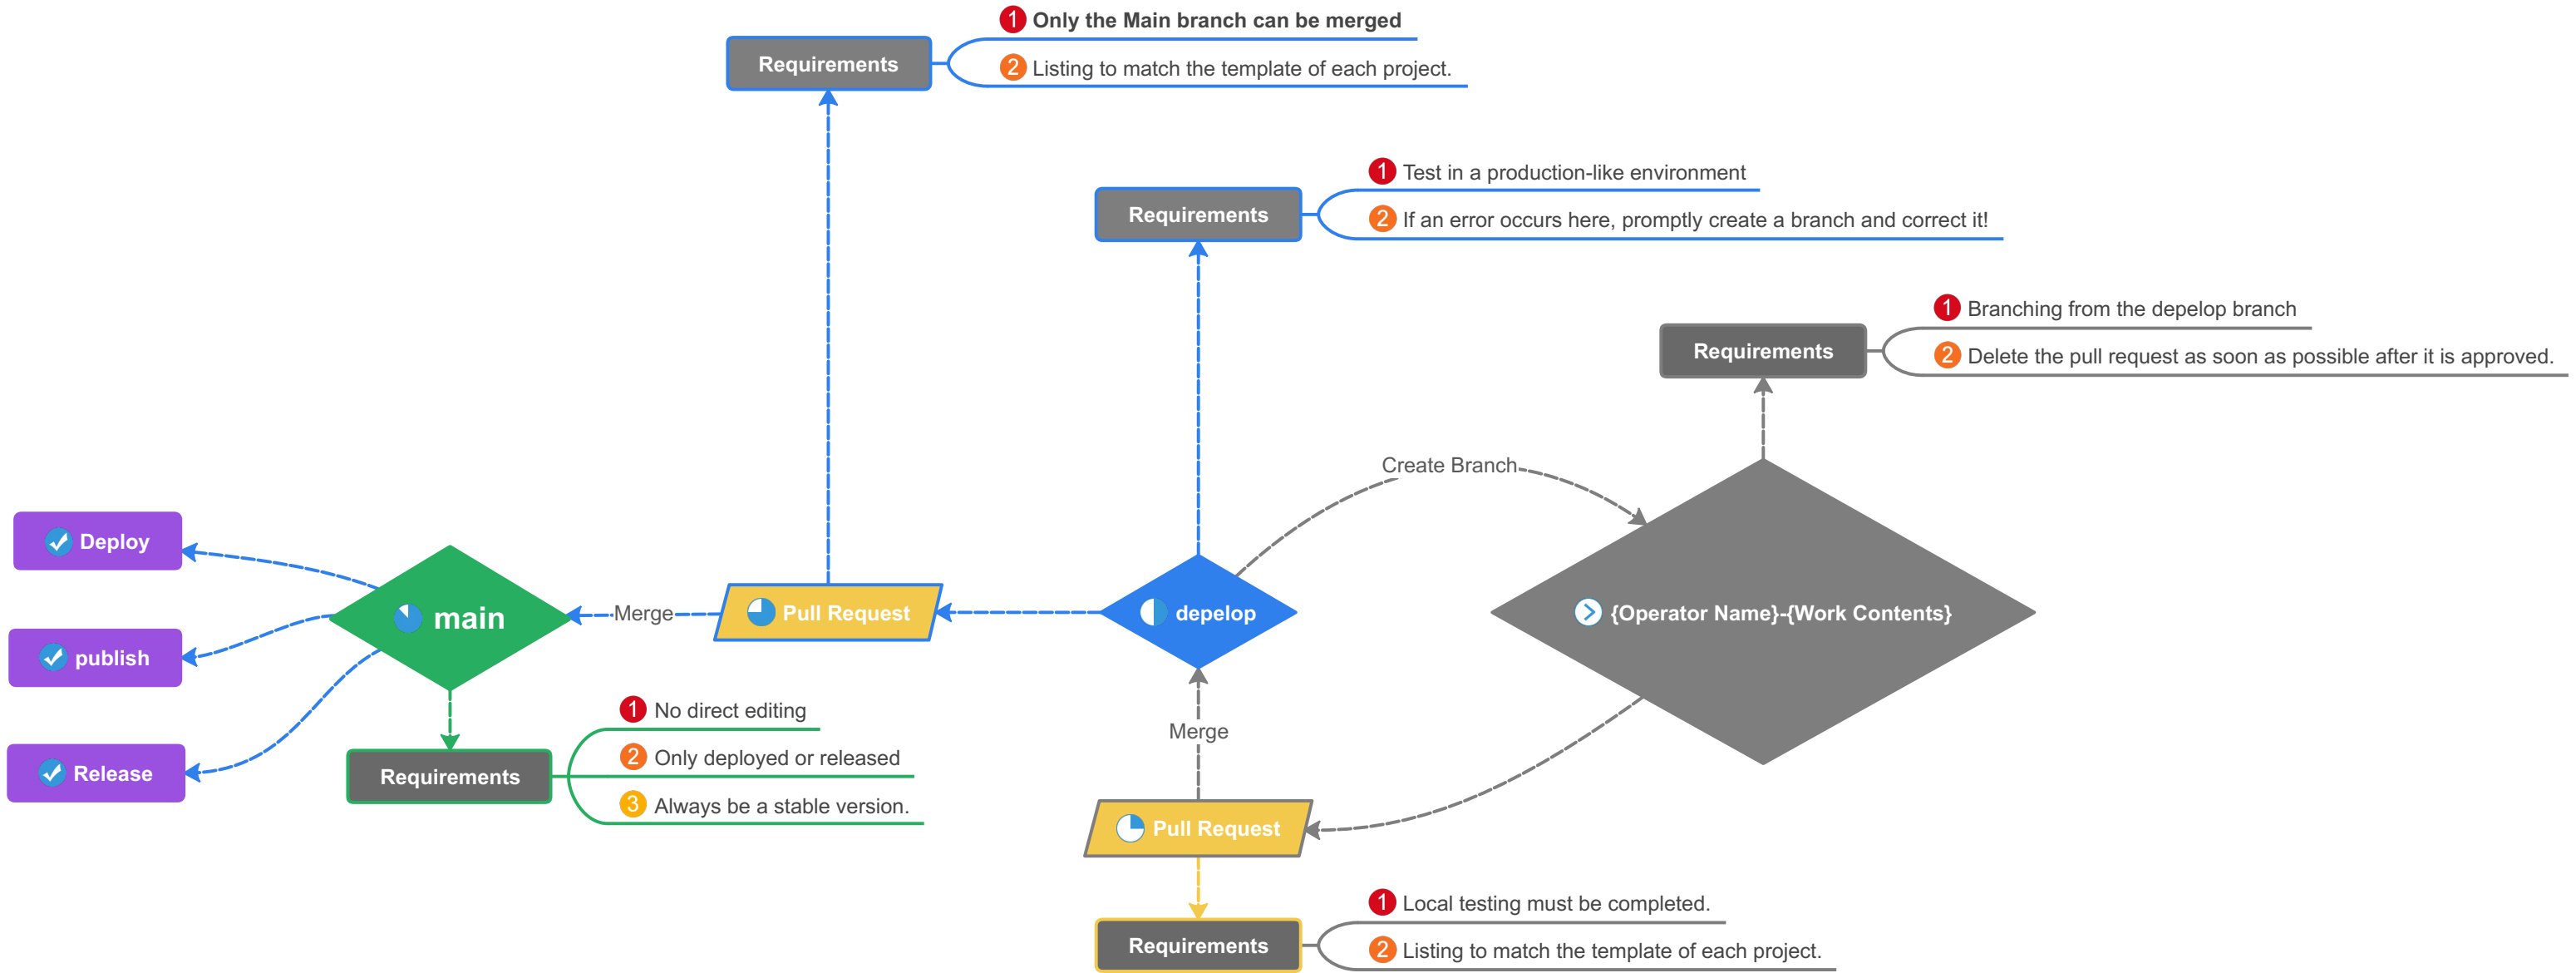 1 Only the Main branch can be merged
Requirements
2 Listing to match the template of each project.
1 Test in a production-like environment
Requirements
2 If an error occurs here, promptly create a branch and correct it!
1 Branching from the depelop branch
Requirements
2 Delete the pull request as soon as possible after it is approved.
Create Branch
Deploy
publish
Release
main
Merge
Pull Request
depelop
{Operator Name}-{Work Contents}
1 No direct editing
2 Only deployed or released
Requirements
3 Always be a stable version.
Merge
Pull Request
1 Local testing must be completed.
Requirements
2 Listing to match the template of each project.